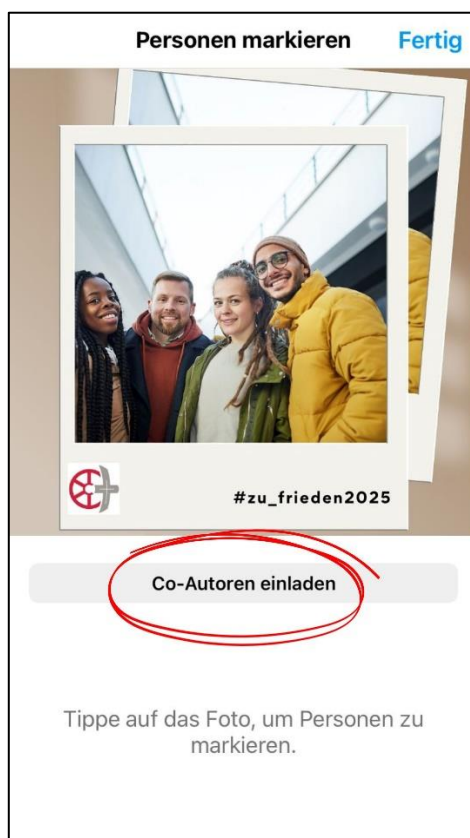 Personen markieren Fertig
#zu_frieden2025
Co-Autoren einladen
Tippe auf das Foto, um Personen zu
markieren.